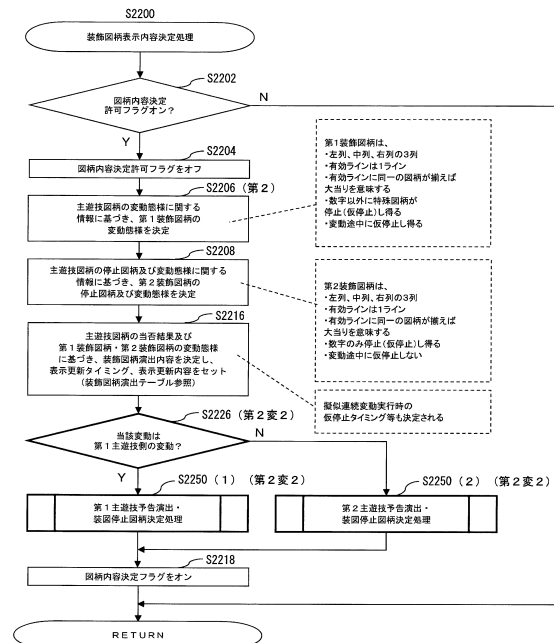 S2200
装飾図柄表示内容決定処理
S2202
図柄内容決定
許可フラグオン？
N
Y
S2204
図柄内容決定許可フラグをオフ
S2206（第２）
主遊技図柄の変動態様に関する
情報に基づき、第１装飾図柄の
変動態様を決定
第１装飾図柄は、
・左列、中列、右列の３列
・有効ラインは１ライン
・有効ラインに同一の図柄が揃えば
大当りを意味する
・数字以外に特殊図柄が
停止（仮停止）し得る
・変動途中に仮停止し得る
S2208
主遊技図柄の停止図柄及び変動態様に関する
情報に基づき、第２装飾図柄の
停止図柄及び変動態様を決定
第２装飾図柄は、
・左列、中列、右列の３列
・有効ラインは１ライン
・有効ラインに同一の図柄が揃えば
大当りを意味する
・数字のみ停止（仮停止）し得る
・変動途中に仮停止しない
S2216
主遊技図柄の当否結果及び
第１装飾図柄・第２装飾図柄の変動態様
に基づき、装飾図柄演出内容を決定し、
表示更新タイミング、表示更新内容をセット
（装飾図柄演出テーブル参照）
擬似連続変動実行時の
仮停止タイミング等も決定される
S2226（第２変２）
当該変動は
第１主遊技側の変動？
N
Y
S2250（１）（第２変２）
第１主遊技予告演出・
装図停止図柄決定処理
S2250（２）（第２変２）
第２主遊技予告演出・
装図停止図柄決定処理
S2218
図柄内容決定フラグをオン
RETURN